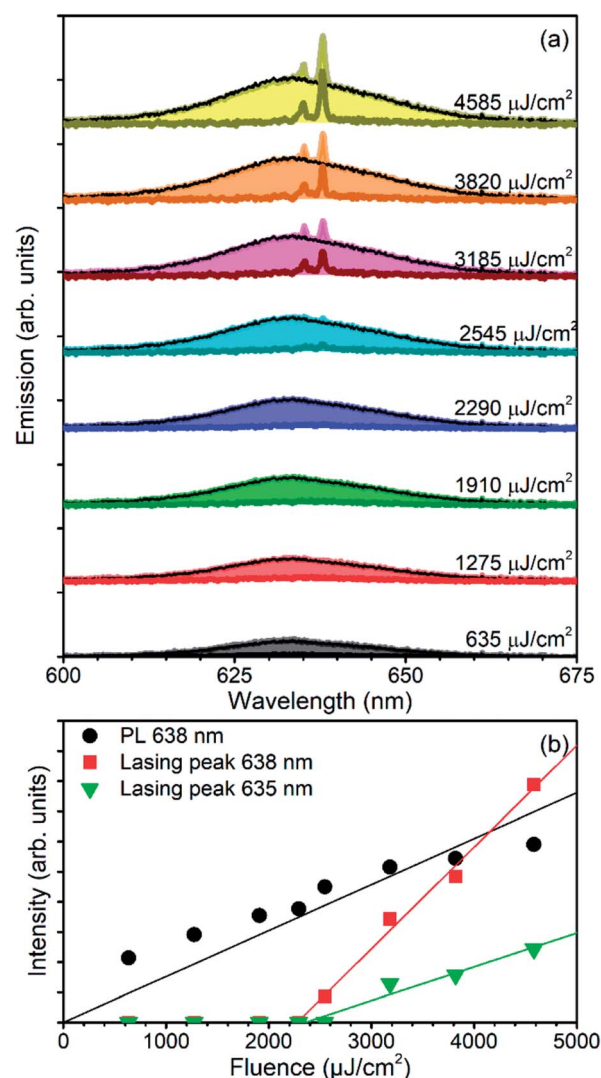 (a)
4585 μJ/cm²
3820 μJ/cm²
3185 μJ/cm²
2545 μJ/cm²
2290 μJ/cm²
1910 μJ/cm²
1275 μJ/cm²
635 μJ/cm²
Emission (arb. units)
600 625 650 675
Wavelength (nm)
(b)
PL 638 nm
Lasing peak 638 nm
Lasing peak 635 nm
Intensity (arb. units)
0 1000 2000 3000 4000 5000
Fluence (μJ/cm²)